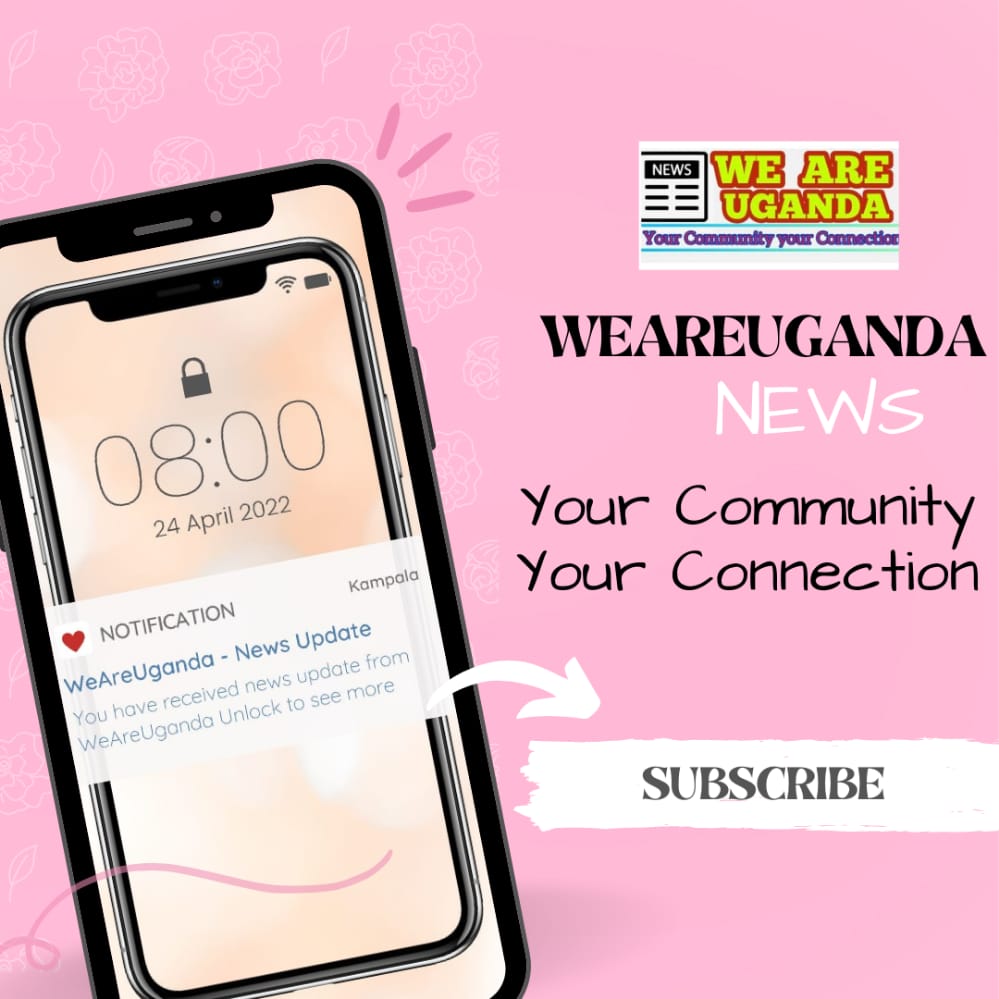 08:00
24 April 2022
Kampala
NOTIFICATION
WeAreUganda - News Update
You have received news update from
WeAreUganda Unlock to see more
NEWS
WE ARE
UGANDA
Your Community your Connection
WEAREUGANDA
NEWS
Your Community
Your Connection
SUBSCRIBE